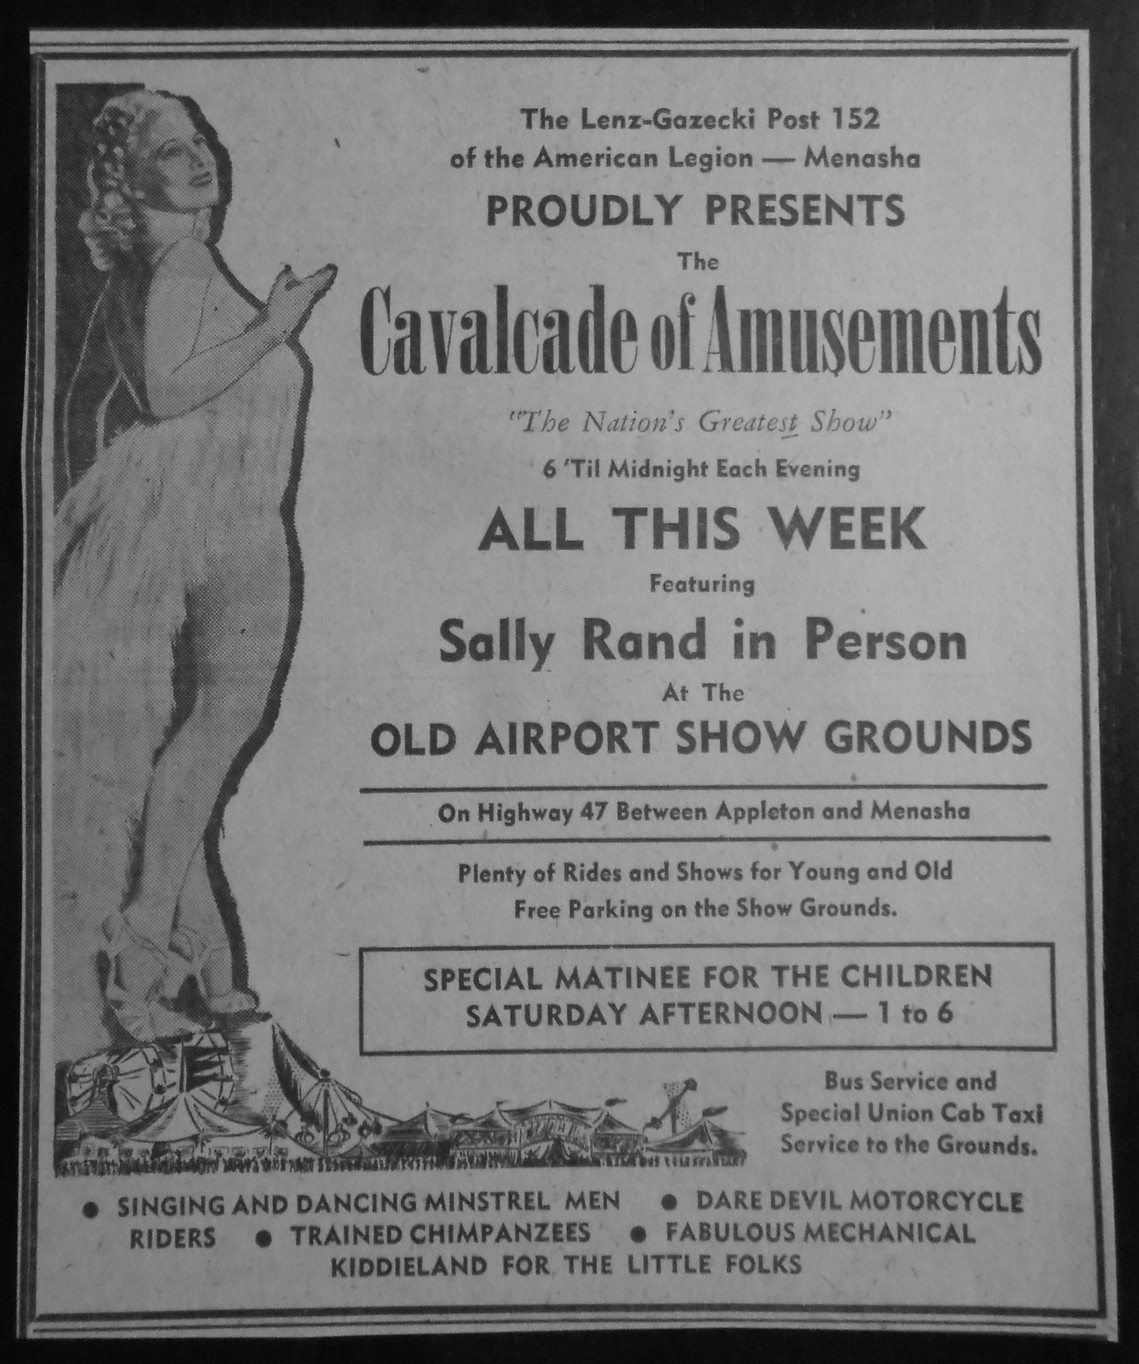 The Lenz-Gazecki Post 152
of the American Legion — Menasha
PROUDLY PRESENTS
The
Cavalcade of Amusements
"The Nation's Greatest Show"
6 'Til Midnight Each Evening
ALL THIS WEEK
Featuring
Sally Rand in Person
At The
OLD AIRPORT SHOW GROUNDS
On Highway 47 Between Appleton and Menasha
Plenty of Rides and Shows for Young and Old
Free Parking on the Show Grounds.
SPECIAL MATINEE FOR THE CHILDREN
SATURDAY AFTERNOON — 1 to 6
Bus Service and
Special Union Cab Taxi
Service to the Grounds.
● SINGING AND DANCING MINSTREL MEN ● DARE DEVIL MOTORCYCLE
RIDERS ● TRAINED CHIMPANZEES ● FABULOUS MECHANICAL
KIDDIELAND FOR THE LITTLE FOLKS